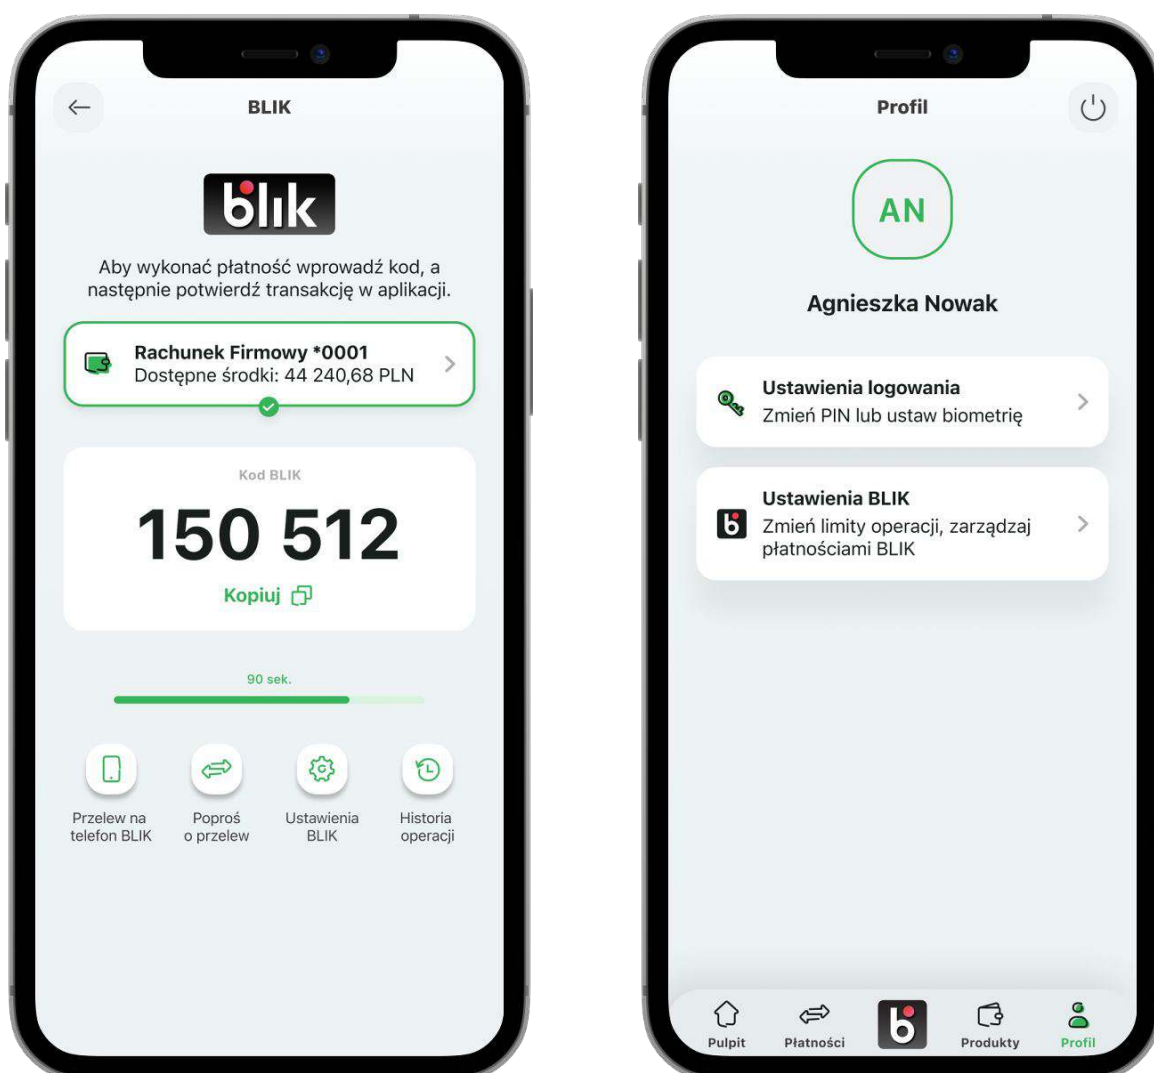 BLIK
blik
Aby wykonać płatność wprowadź kod, a
następnie potwierdź transakcję w aplikacji.
Rachunek Firmowy *0001
Dostępne środki: 44 240,68 PLN
Kod BLIK
150 512
Kopiuj
90 sek.
Przelew na
telefon BLIK
Poproś
o przelew
Ustawienia
BLIK
Historia
operacji
Profil
AN
Agnieszka Nowak
Ustawienia logowania
Zmień PIN lub ustaw biometrię
Ustawienia BLIK
Zmień limity operacji, zarządzaj
płatnościami BLIK
Pulpit
Płatności
Produkty
Profil